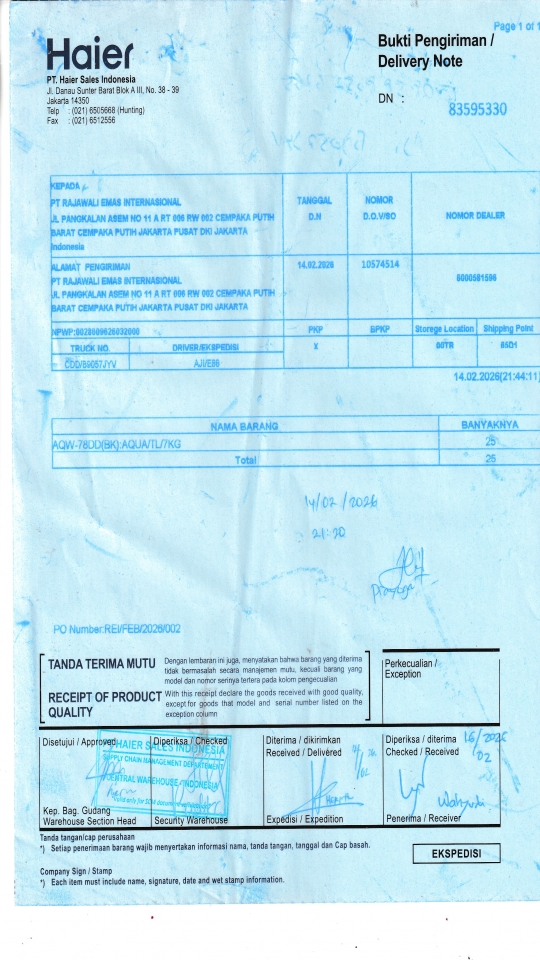 Page 1 of 1
Haier
Bukti Pengiriman /
Delivery Note
PT. Haier Sales Indonesia
Jl. Danau Sunter Barat Blok A III, No. 38 - 39
Jakarta 14350
Telp : (021) 6505668 (Hunting)
Fax : (021) 6512556
DN :
83595330
KEPADA
PT RAJAWALI EMAS INTERNASIONAL
JL PANGKALAN ASEM NO 11 A RT 006 RW 002 CEMPAKA PUTIH
BARAT CEMPAKA PUTIH JAKARTA PUSAT DKI JAKARTA
Indonesia
TANGGAL
D.N
NOMOR
D.O.V/SO
NOMOR DEALER
ALAMAT PENGIRIMAN
PT RAJAWALI EMAS INTERNASIONAL
JL PANGKALAN ASEM NO 11 A RT 006 RW 002 CEMPAKA PUTIH
BARAT CEMPAKA PUTIH JAKARTA PUSAT DKI JAKARTA
14.02.2026
10574514
NPWP:
PKP
BPKP
Storege Location
Shipping Point
TRUCK NO.
DRIVER/EKSPEDISI
X
14.02.2026(21:44:11)
NAMA BARANG
BANYAKNYA
AQW-78DD(BK):AQUA/TL/7KG
25
Total
25
14/02/2026
21:20
PO Number:REI/FEB/2026/002
TANDA TERIMA MUTU
Dengan lembaran ini juga, menyatakan bahwa barang yang diterima
tidak bermasalah secara manajemen mutu, kecuali barang yang
model dan nomor serinya tertera pada kolom pengecualian
RECEIPT OF PRODUCT
QUALITY
With this receipt declare the goods received with good quality,
except for goods that model and serial number listed on the
exception column
Perkecualian /
Exception
Disetujui / Approved
Diperiksa / Checked
Diterima / dikirimkan
Received / Delivered
Diperiksa / diterima
Checked / Received
16/2026
02
HAIER SALES INDONESIA
SUPPLY CHAIN MANAGEMENT DEPARTEMENT
CENTRAL WAREHOUSE - INDONESIA
Kep. Bag. Gudang
Warehouse Section Head
Security Warehouse
Expedisi / Expedition
Penerima / Receiver
Wahyudi
Tanda tangan/cap perusahaan
*) Setiap penerimaan barang wajib menyertakan informasi nama, tanda tangan, tanggal dan Cap basah.
EKSPEDISI
Company Sign / Stamp
*) Each item must include name, signature, date and wet stamp information.